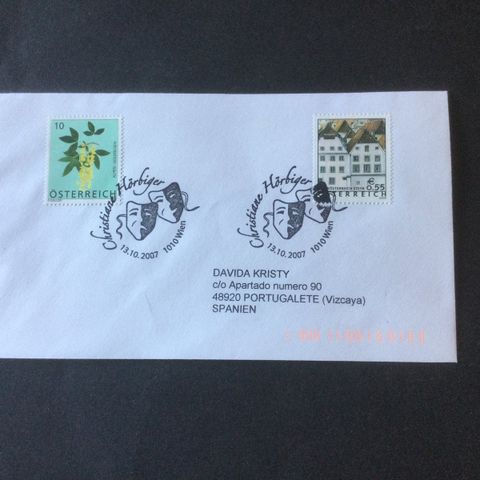 10
ÖSTERREICH
€ 0.55
ÖSTERREICH
Christiane Hörbiger
13.10.2007 1010 Wien
Christiane Hörbiger
13.10.2007 1010 Wien
DAVIDA KRISTY
c/o Apartado numero 90
48920 PORTUGALETE (Vizcaya)
SPANIEN